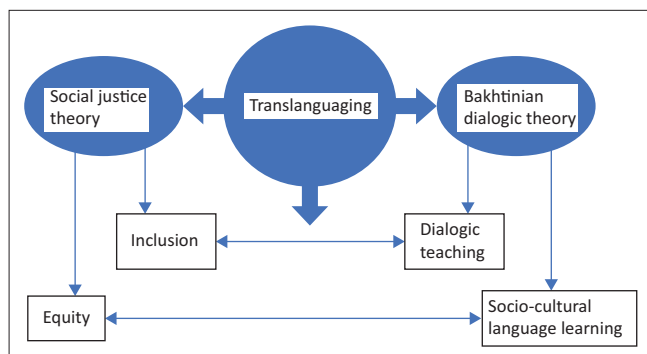 Social justice
theory
Translanguaging
Bakhtinian
dialogic theory
Inclusion
Dialogic
teaching
Equity
Socio-cultural
language learning